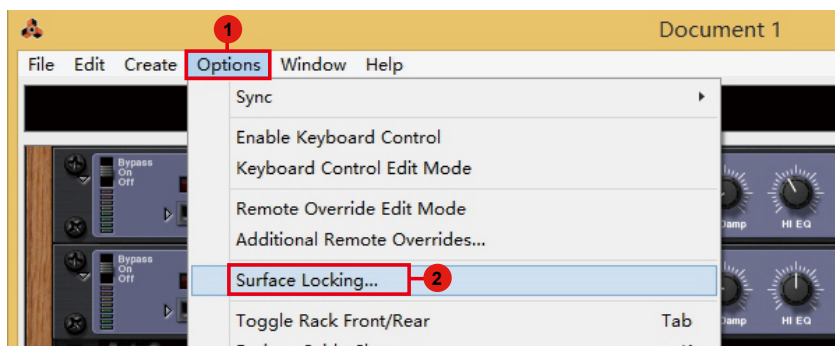 Document 1
1
File Edit Create Options Window Help
Sync
Enable Keyboard Control
Keyboard Control Edit Mode
Remote Override Edit Mode
Additional Remote Overrides...
Surface Locking... 2
Toggle Rack Front/Rear Tab
Bypass
On
Off
Damp HI EQ
Bypass
On
Off
Damp HI EQ